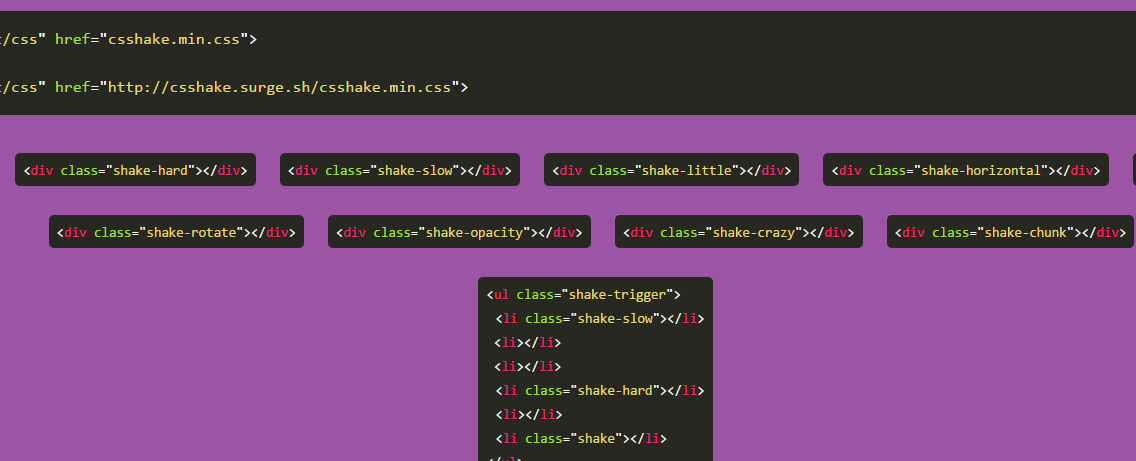 /css" href="csshake.min.css">
/css" href="http://csshake.surge.sh/csshake.min.css">
<div class="shake-hard"></div> <div class="shake-slow"></div> <div class="shake-little"></div> <div class="shake-horizontal"></div>
<div class="shake-rotate"></div> <div class="shake-opacity"></div> <div class="shake-crazy"></div> <div class="shake-chunk"></div>
<ul class="shake-trigger">
<li class="shake-slow"></li>
<li></li>
<li></li>
<li class="shake-hard"></li>
<li></li>
<li class="shake"></li>